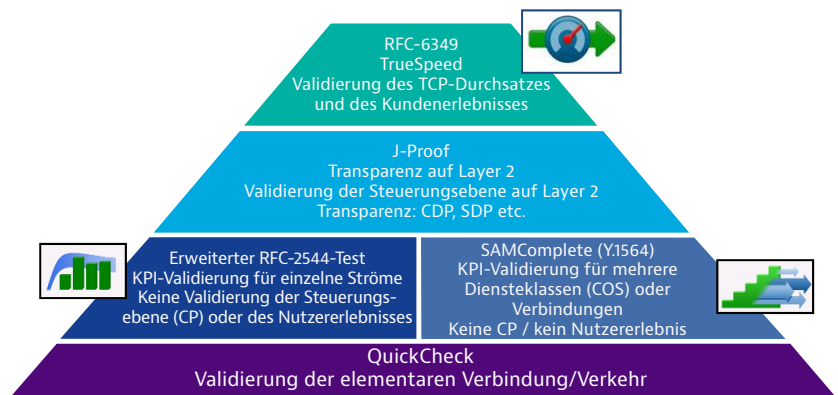 RFC-6349
TrueSpeed
Validierung des TCP-Durchsatzes
und des Kundenerlebnisses
J-Proof
Transparenz auf Layer 2
Validierung der Steuerungsebene auf Layer 2
Transparenz: CDP, SDP etc.
Erweiterter RFC-2544-Test
KPI-Validierung für einzelne Ströme
Keine Validierung der Steuerungs-
ebene (CP) oder des Nutzererlebnisses
SAMComplete (Y.1564)
KPI-Validierung für mehrere
Diensteklassen (COS) oder
Verbindungen
Keine CP / kein Nutzererlebnis
QuickCheck
Validierung der elementaren Verbindung/Verkehr